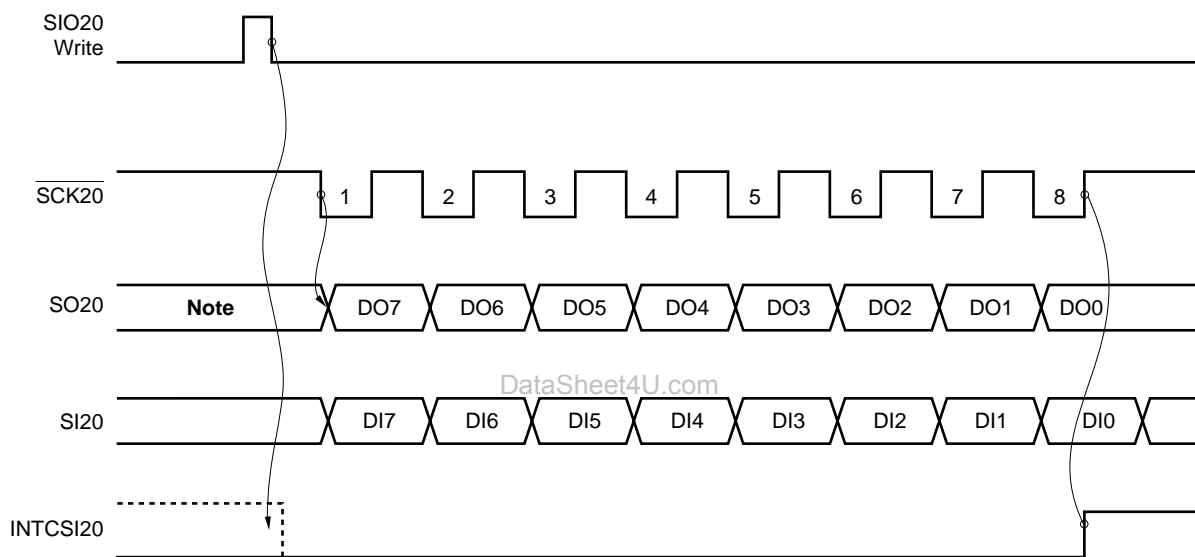 SIO20
Write
SCK20
1 2 3 4 5 6 7 8
SO20 Note DO7 DO6 DO5 DO4 DO3 DO2 DO1 DO0
DataSheet4U.com
SI20 DI7 DI6 DI5 DI4 DI3 DI2 DI1 DI0
INTCSI20